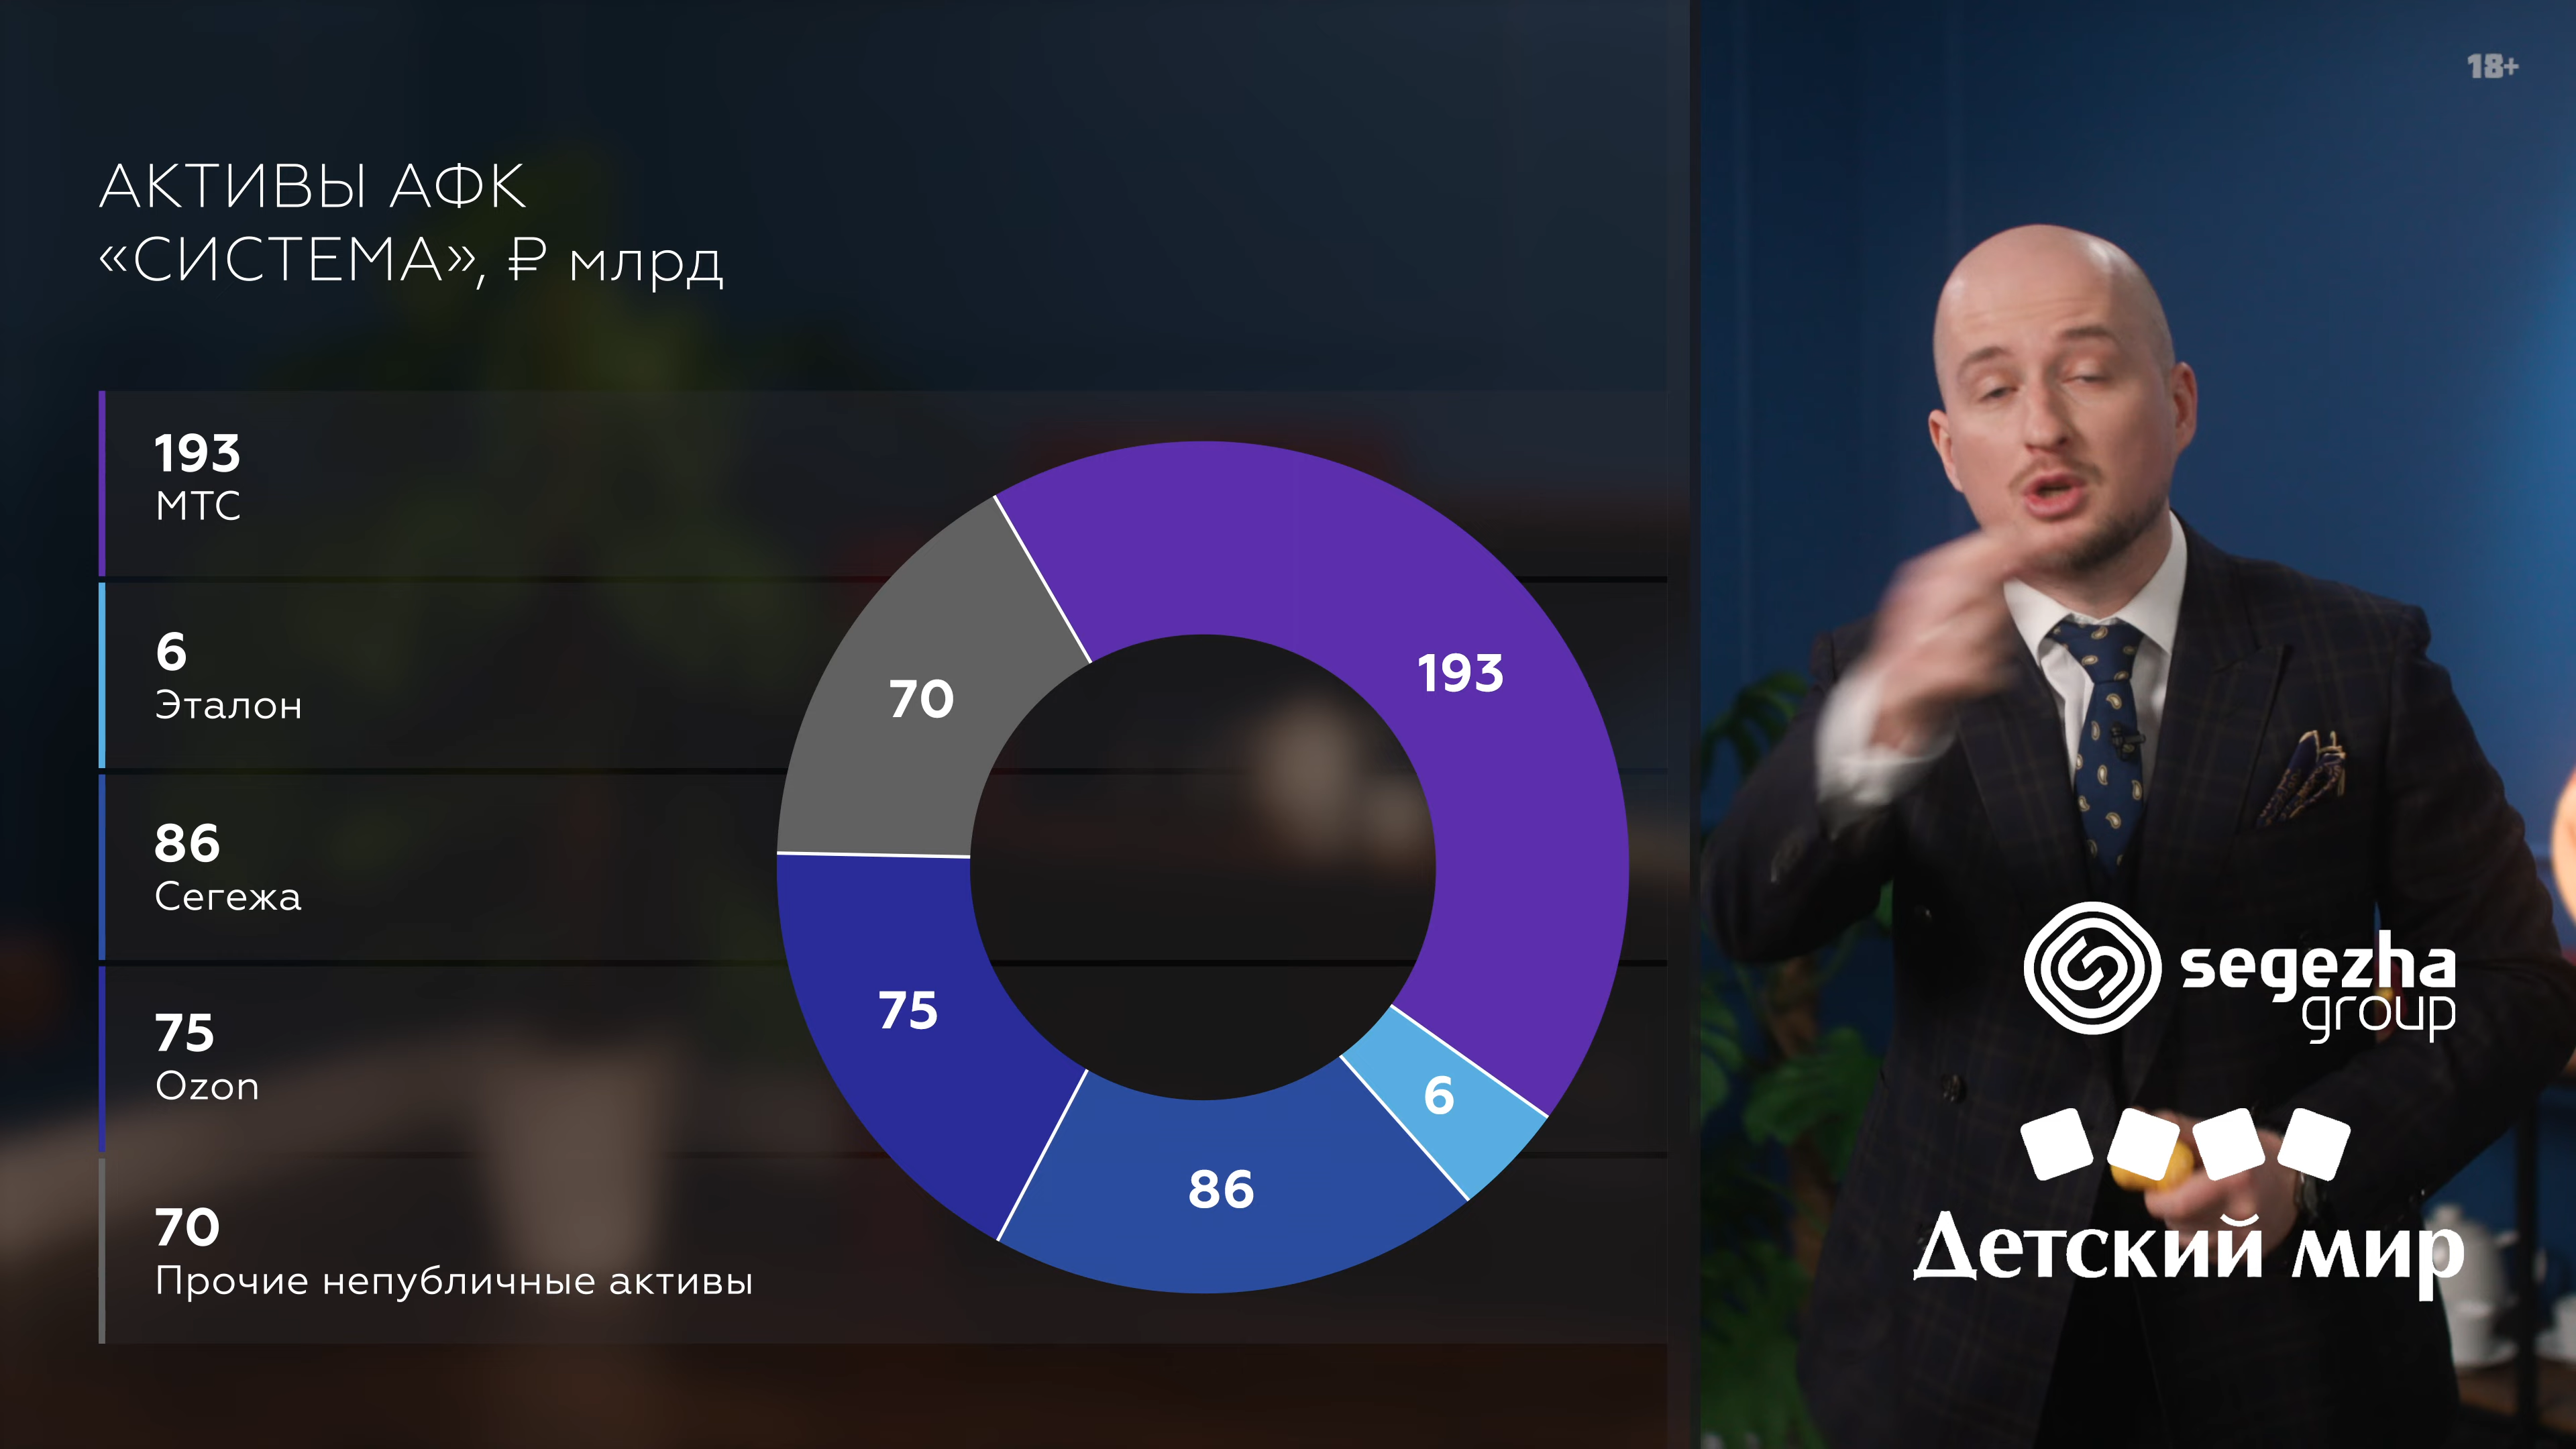 АКТИВЫ АФК
«СИСТЕМА», ₽ млрд
193
МТС
6
Эталон
86
Сегежа
75
Ozon
70
Прочие непубличные активы
193
70
75
6
86
18+
segezha
group
Детский мир